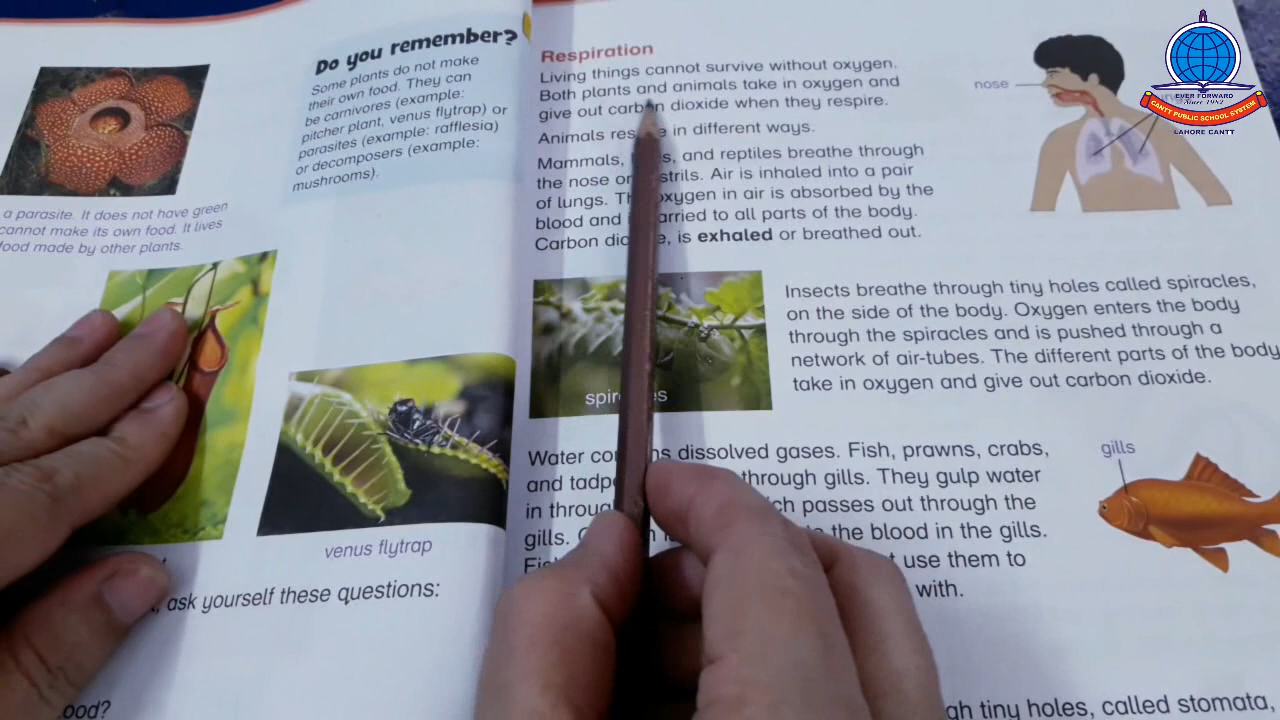 Do you remember?
Some plants do not make
their own food. They can
be carnivores (example:
pitcher plant, venus flytrap) or
parasites (example: rafflesia)
or decomposers (example:
mushrooms).
a parasite. It does not have green
cannot make its own food. It lives
food made by other plants.
venus flytrap
ask yourself these questions:
ood?
Respiration
Living things cannot survive without oxygen.
Both plants and animals take in oxygen and
give out carbon dioxide when they respire.
Animals res e in different ways.
Mammals, s, and reptiles breathe through
the nose or strils. Air is inhaled into a pair
of lungs. Th oxygen in air is absorbed by the
blood and arried to all parts of the body.
Carbon dio e, is exhaled or breathed out.
nose
spir es
Insects breathe through tiny holes called spiracles,
on the side of the body. Oxygen enters the body
through the spiracles and is pushed through a
network of air-tubes. The different parts of the body
take in oxygen and give out carbon dioxide.
Water con ns dissolved gases. Fish, prawns, crabs,
and tadp through gills. They gulp water
in throug ch passes out through the
gills. the blood in the gills.
Fis use them to
with.
gills
gh tiny holes, called stomata,
EVER FORWARD
Since 1982
CANTT PUBLIC SCHOOL SYSTEM
LAHORE CANTT